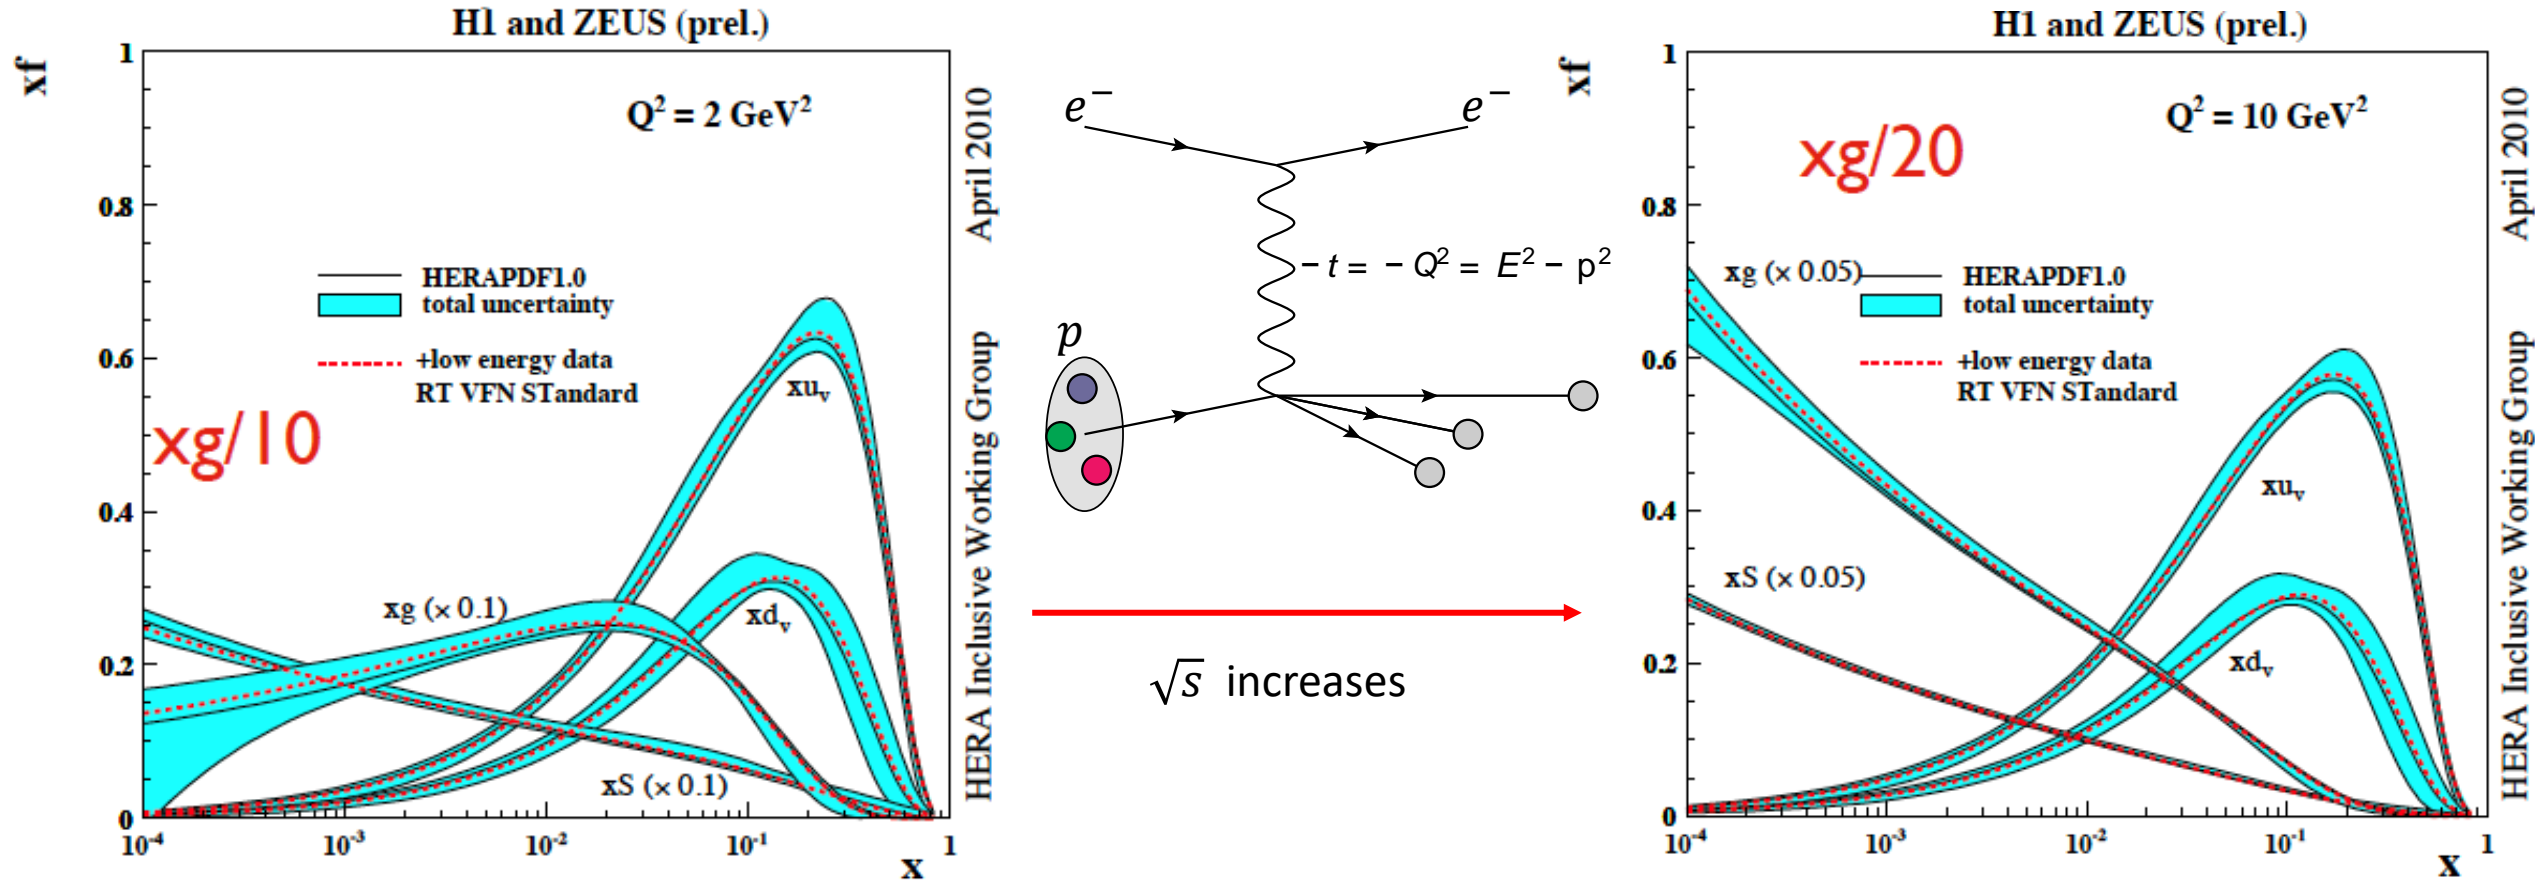 H1 and ZEUS (prel.)
xf
Q² = 2 GeV²
HERAPDF1.0
total uncertainty
+low energy data
RT VFN STandard
xg/10
xuᵥ
xdᵥ
xg (× 0.1)
xS (× 0.1)
1
0.8
0.6
0.4
0.2
0
10⁻⁴ 10⁻³ 10⁻² 10⁻¹ 1
x
HERA Inclusive Working Group April 2010
e⁻ e⁻
− t = − Q² = E² − p²
p
√s increases
H1 and ZEUS (prel.)
xf
Q² = 10 GeV²
xg/20
xg (× 0.05)
HERAPDF1.0
total uncertainty
+low energy data
RT VFN STandard
xuᵥ
xS (× 0.05)
xdᵥ
1
0.8
0.6
0.4
0.2
0
10⁻⁴ 10⁻³ 10⁻² 10⁻¹ 1
x
HERA Inclusive Working Group April 2010